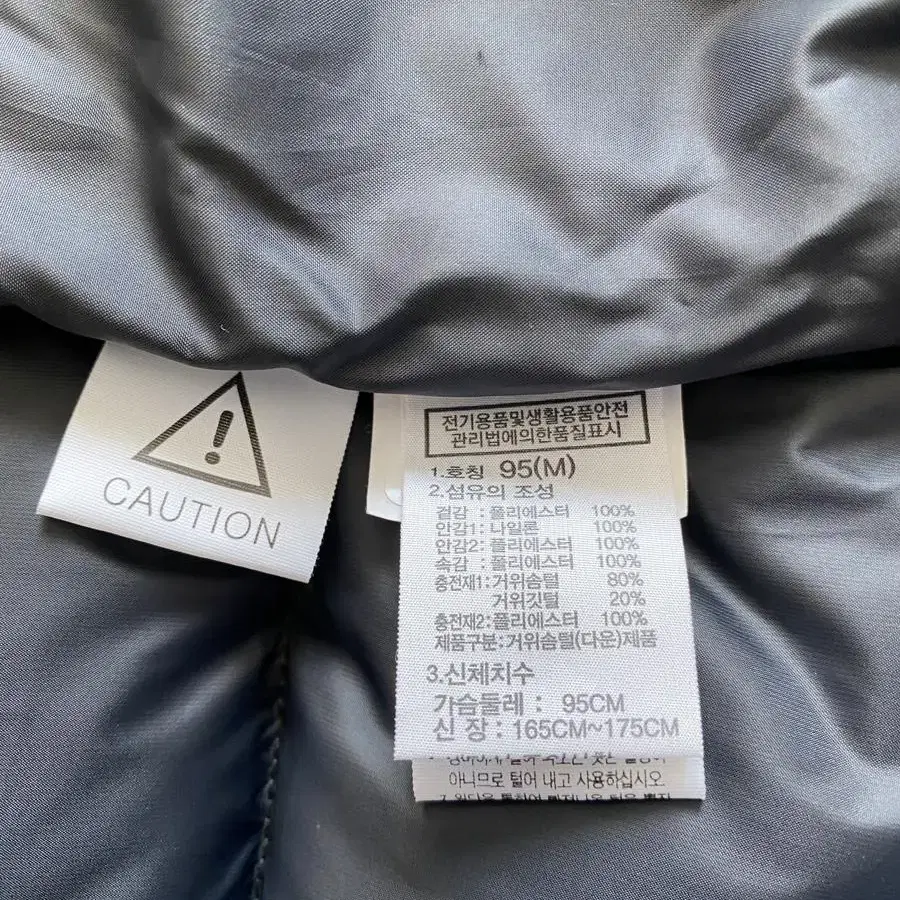 CAUTION
전기용품및생활용품안전
관리법에의한품질표시
1.호칭 95(M)
2.섬유의 조성
겉감 : 폴리에스터 100%
안감1 : 나일론 100%
안감2 : 폴리에스터 100%
속감 : 폴리에스터 100%
충전재1 : 거위솜털 80%
거위깃털 20%
충전재2 : 폴리에스터 100%
제품구분 : 거위솜털(다운)제품
3.신체치수
가슴둘레 : 95CM
신 장 : 165CM~175CM
아니므로 털어 내고 사용하십시오